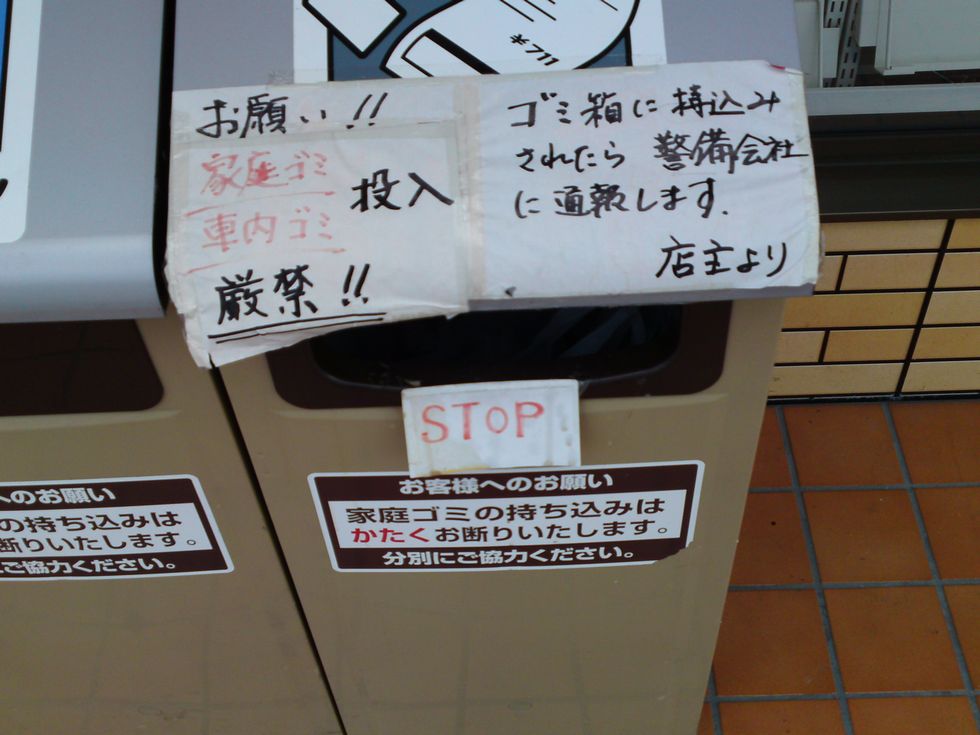 お願い!!
家庭ゴミ
車内ゴミ
投入
厳禁!!
ゴミ箱に持込み
されたら 警備会社
に通報します.
店主より
STOP
お客様へのお願い
家庭ゴミの持ち込みは
かたくお断りいたします。
分別にご協力ください。
へのお願い
の持ち込みは
断りいたします。
ご協力ください。